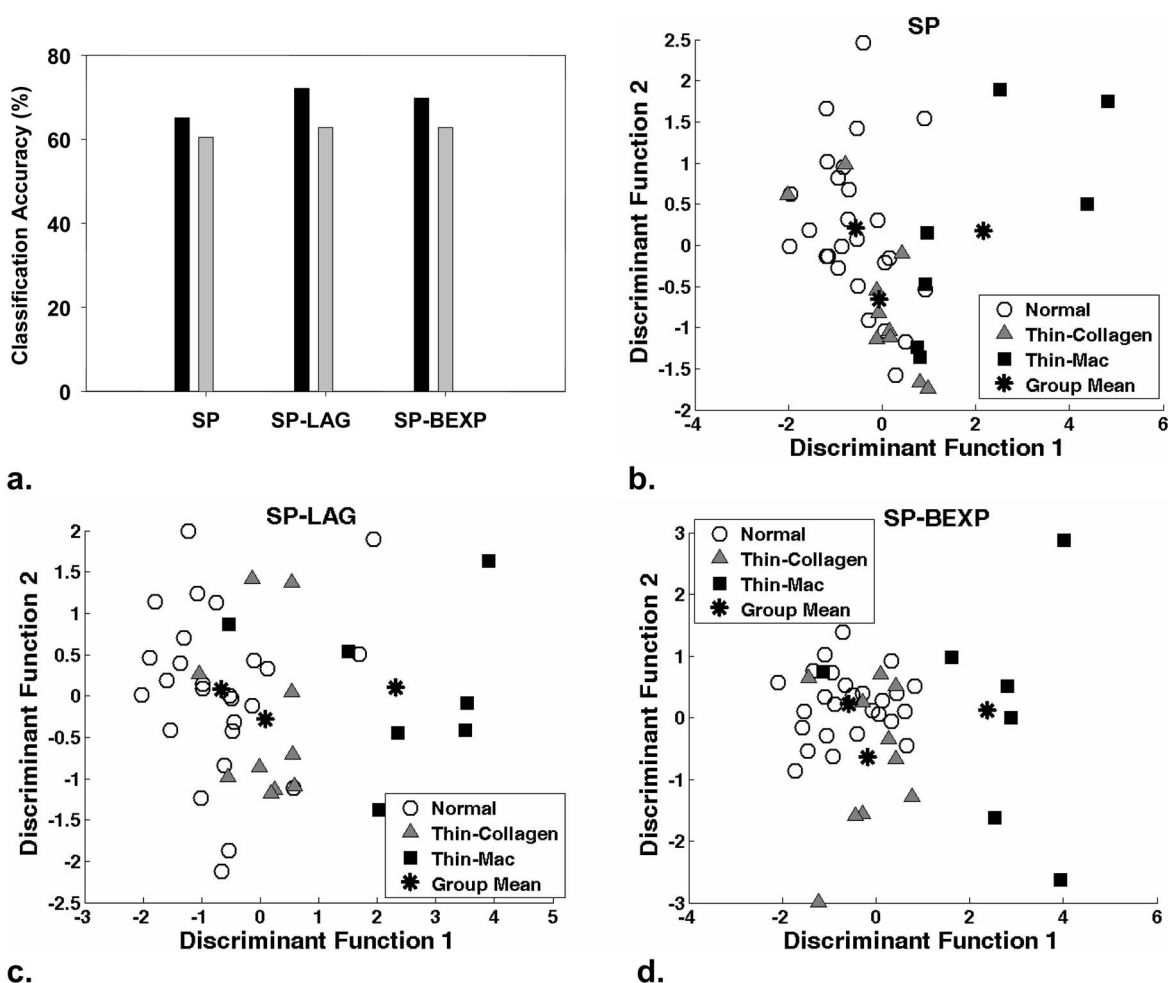 80
60
40
20
0
Classification Accuracy (%)
SP
SP-LAG
SP-BEXP
a.
SP
2.5
2
1.5
1
0.5
0
-0.5
-1
-1.5
-2
Discriminant Function 2
Normal
Thin-Collagen
Thin-Mac
Group Mean
-4 -2 0 2 4 6
Discriminant Function 1
b.
SP-LAG
2
1.5
1
0.5
0
-0.5
-1
-1.5
-2
-2.5
Discriminant Function 2
Normal
Thin-Collagen
Thin-Mac
Group Mean
-3 -2 -1 0 1 2 3 4 5
Discriminant Function 1
c.
SP-BEXP
3
2
1
0
-1
-2
-3
Discriminant Function 2
Normal
Thin-Collagen
Thin-Mac
Group Mean
-4 -2 0 2 4 6
Discriminant Function 1
d.